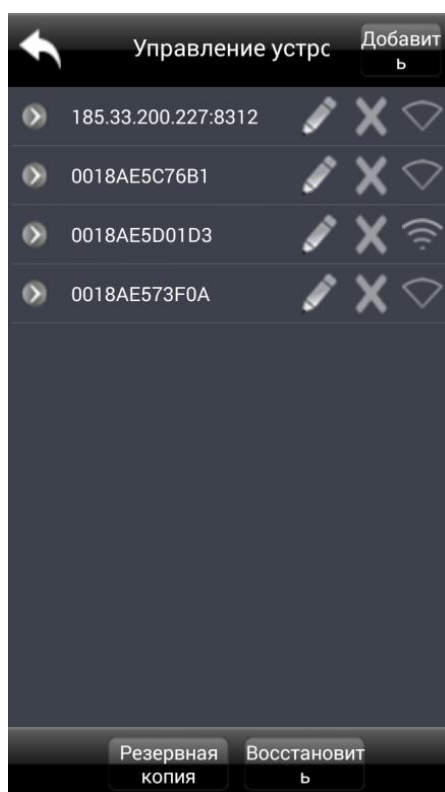 Управление устрс
Добавит
ь
185.33.200.227:8312
0018AE5C76B1
0018AE5D01D3
0018AE573F0A
Резервная
копия
Восстановит
ь